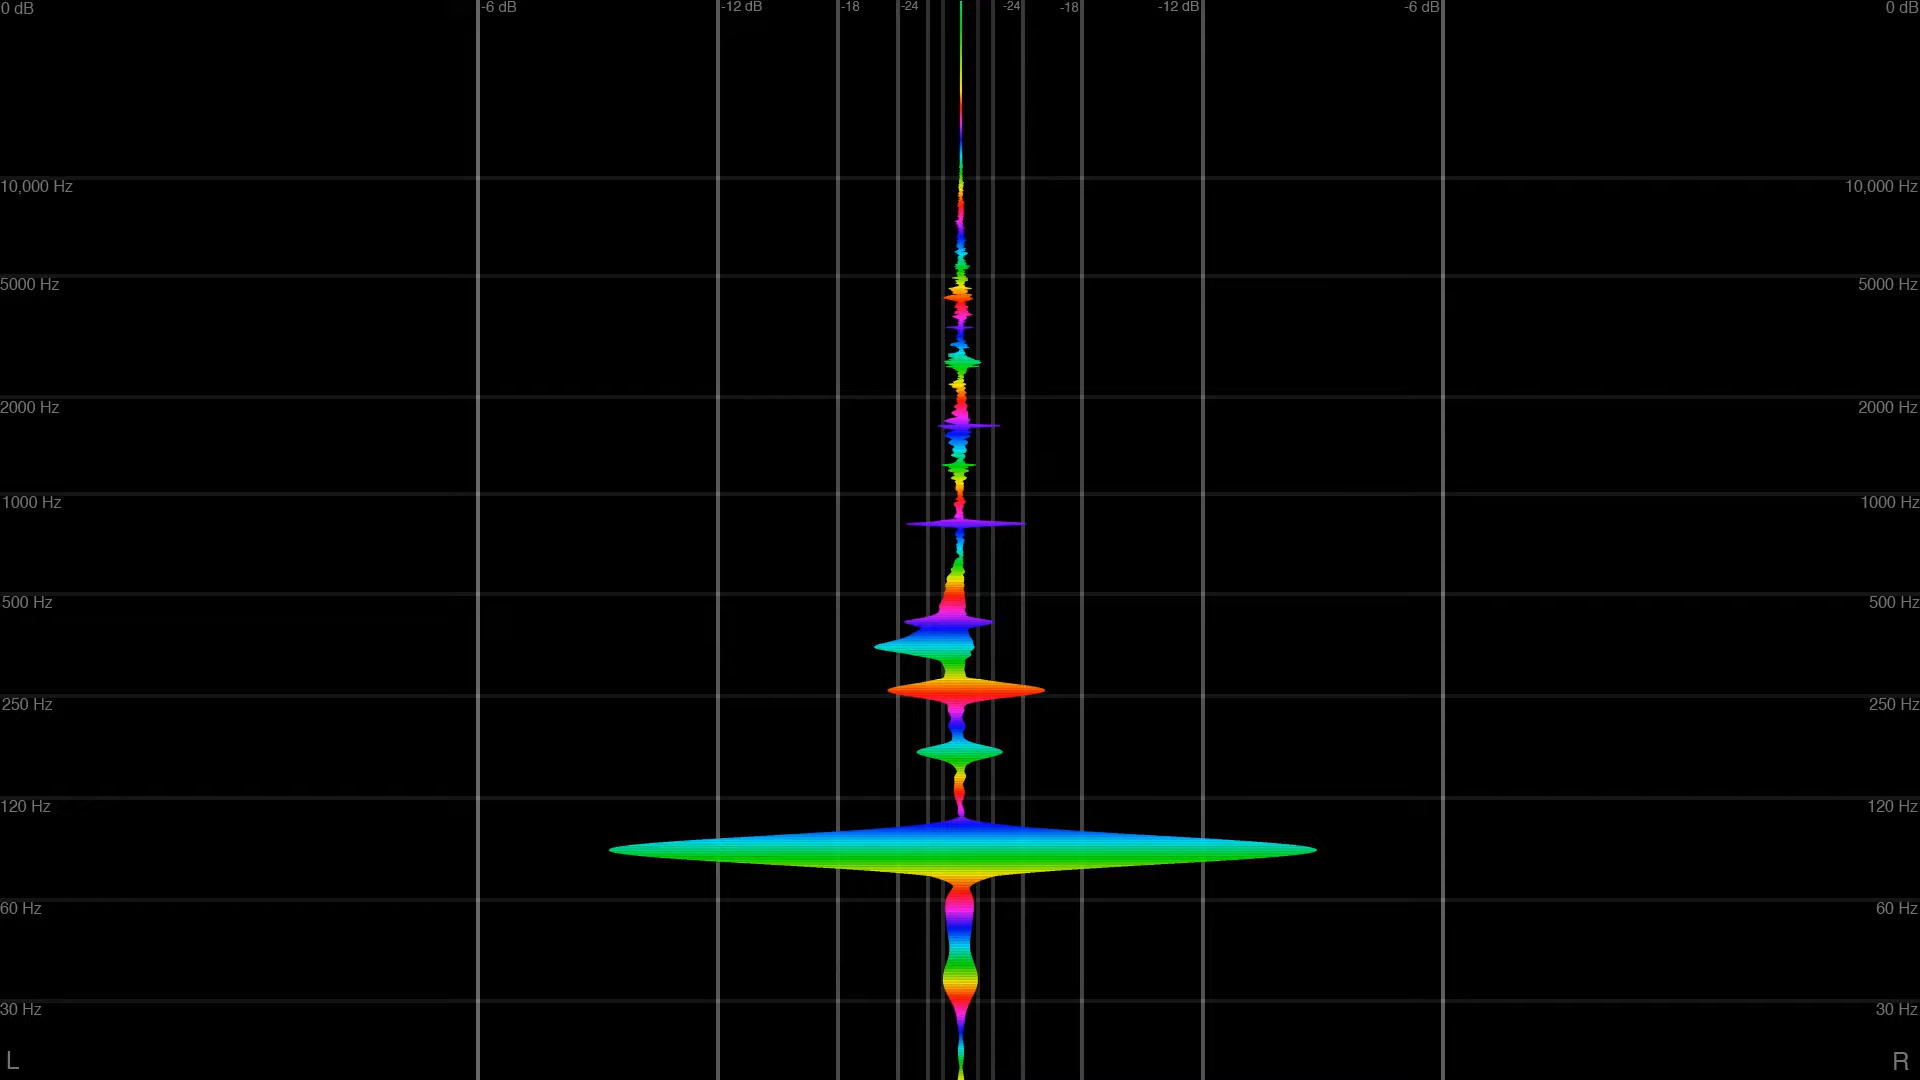 0 dB -6 dB -12 dB -18 -24 -24 -18 -12 dB -6 dB 0 dB
10,000 Hz 10,000 Hz
5000 Hz 5000 Hz
2000 Hz 2000 Hz
1000 Hz 1000 Hz
500 Hz 500 Hz
250 Hz 250 Hz
120 Hz 120 Hz
60 Hz 60 Hz
30 Hz 30 Hz
L R